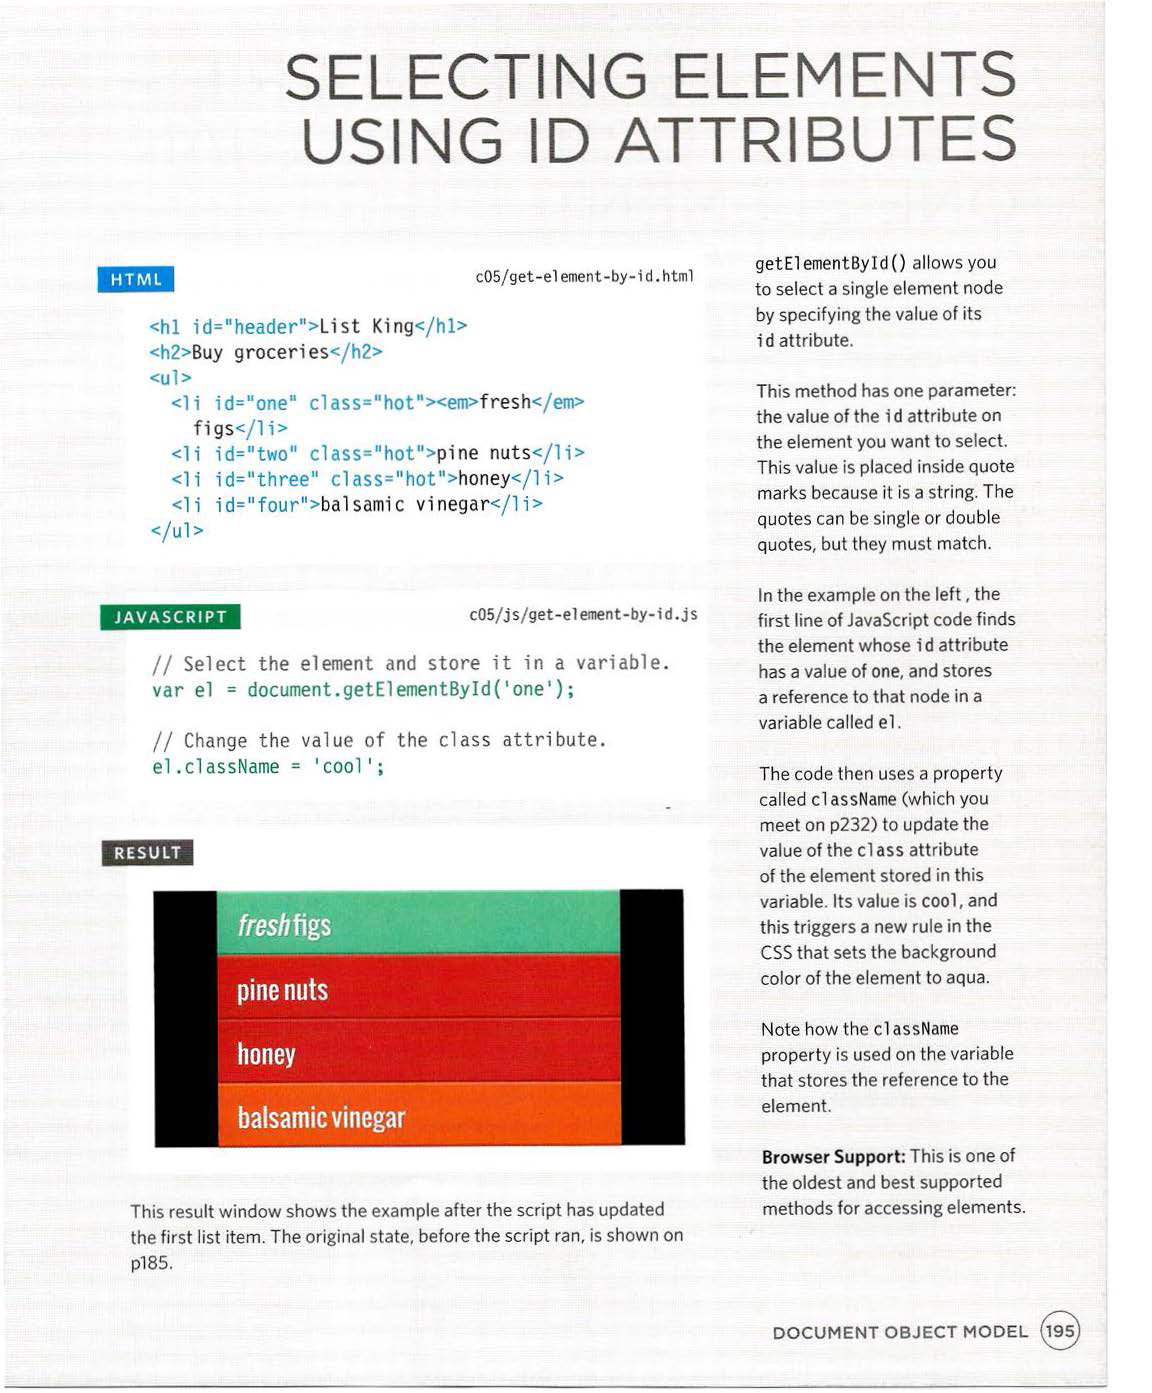 SELECTING ELEMENTS
USING ID ATTRIBUTES
HTML
c05/get-element-by-id.html
<h1 id="header">List King</h1>
<h2>Buy groceries</h2>
<ul>
<li id="one" class="hot"><em>fresh</em>
figs</li>
<li id="two" class="hot">pine nuts</li>
<li id="three" class="hot">honey</li>
<li id="four">balsamic vinegar</li>
</ul>
JAVASCRIPT
c05/js/get-element-by-id.js
// Select the element and store it in a variable.
var el = document.getElementById('one');
// Change the value of the class attribute.
el.className = 'cool';
RESULT
fresh figs
pine nuts
honey
balsamic vinegar
This result window shows the example after the script has updated
the first list item. The original state, before the script ran, is shown on
p185.
getElementById() allows you
to select a single element node
by specifying the value of its
id attribute.
This method has one parameter:
the value of the id attribute on
the element you want to select.
This value is placed inside quote
marks because it is a string. The
quotes can be single or double
quotes, but they must match.
In the example on the left, the
first line of JavaScript code finds
the element whose id attribute
has a value of one, and stores
a reference to that node in a
variable called el.
The code then uses a property
called className (which you
meet on p232) to update the
value of the class attribute
of the element stored in this
variable. Its value is cool, and
this triggers a new rule in the
CSS that sets the background
color of the element to aqua.
Note how the className
property is used on the variable
that stores the reference to the
element.
Browser Support: This is one of
the oldest and best supported
methods for accessing elements.
DOCUMENT OBJECT MODEL 195